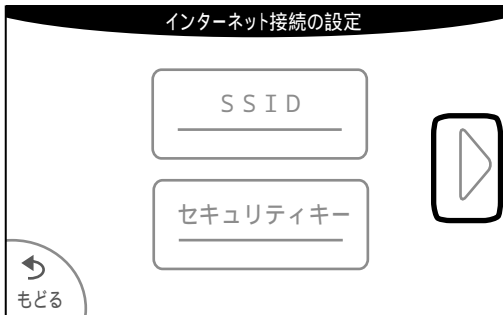 インターネット接続の設定
ＳＳＩＤ
セキュリティキー
もどる